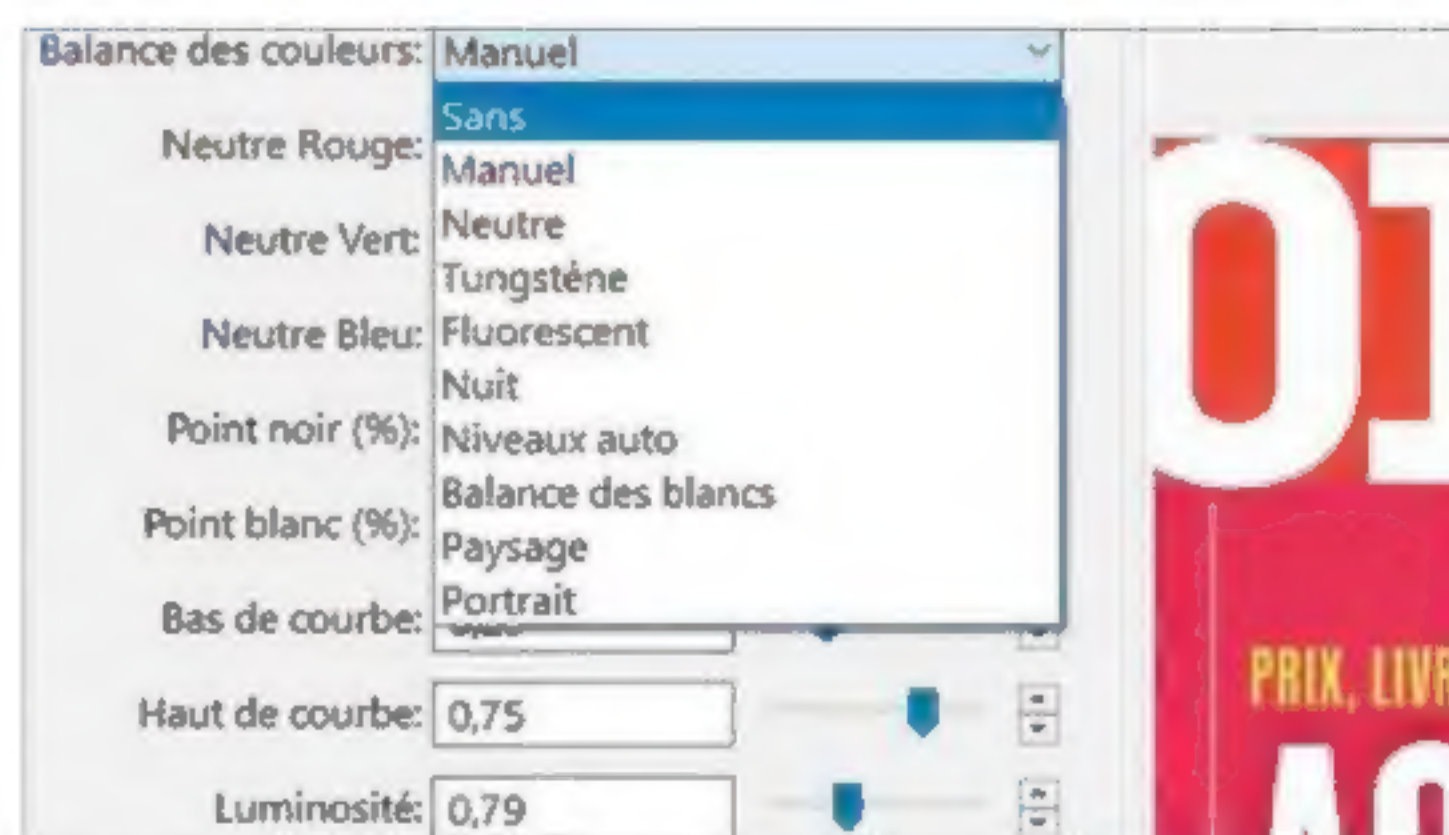 Balance des couleurs: Manuel
Sans
Neutre Rouge:
Manuel
Neutre
Neutre Vert:
Tungstène
Neutre Bleu: Fluorescent
Nuit
Point noir (%): Niveaux auto
Balance des blancs
Point blanc (%):
Paysage
Portrait
Bas de courbe:
Haut de courbe: 0,75
Luminosité: 0,79
PRIX,